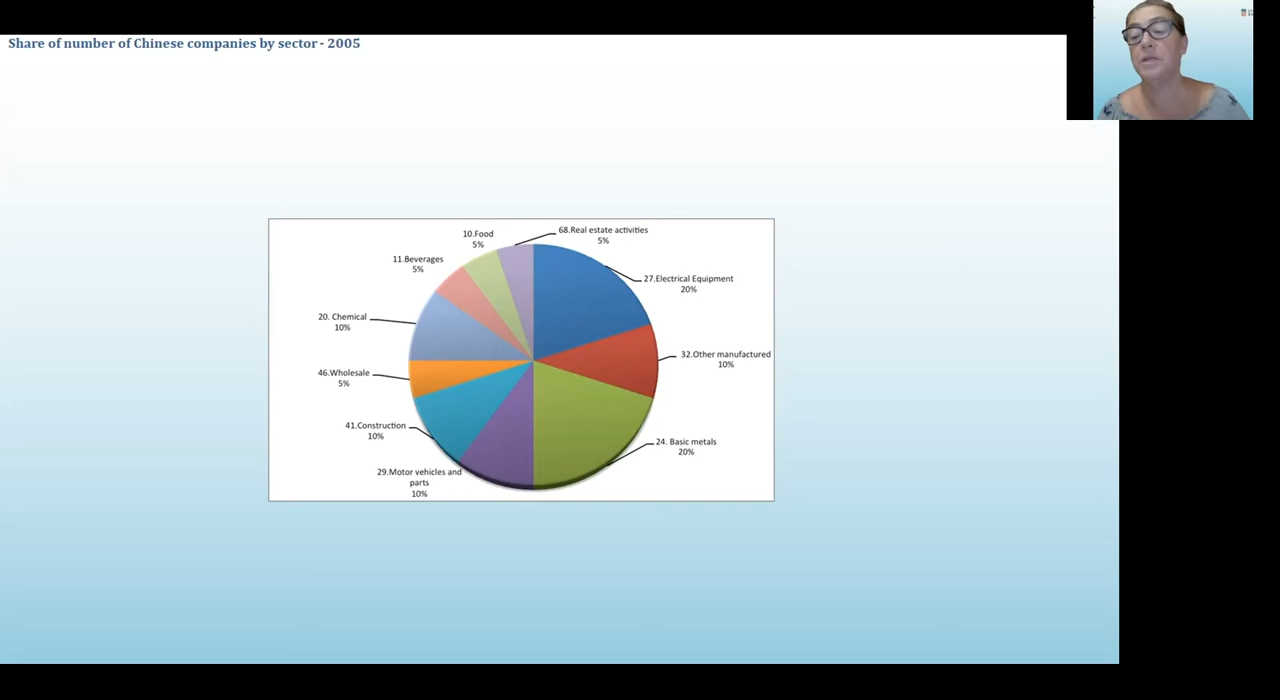 Share of number of Chinese companies by sector - 2005
10.Food
5%
68.Real estate activities
5%
11.Beverages
5%
27.Electrical Equipment
20%
20. Chemical
10%
32.Other manufactured
10%
46.Wholesale
5%
41.Construction
10%
24. Basic metals
20%
29.Motor vehicles and
parts
10%